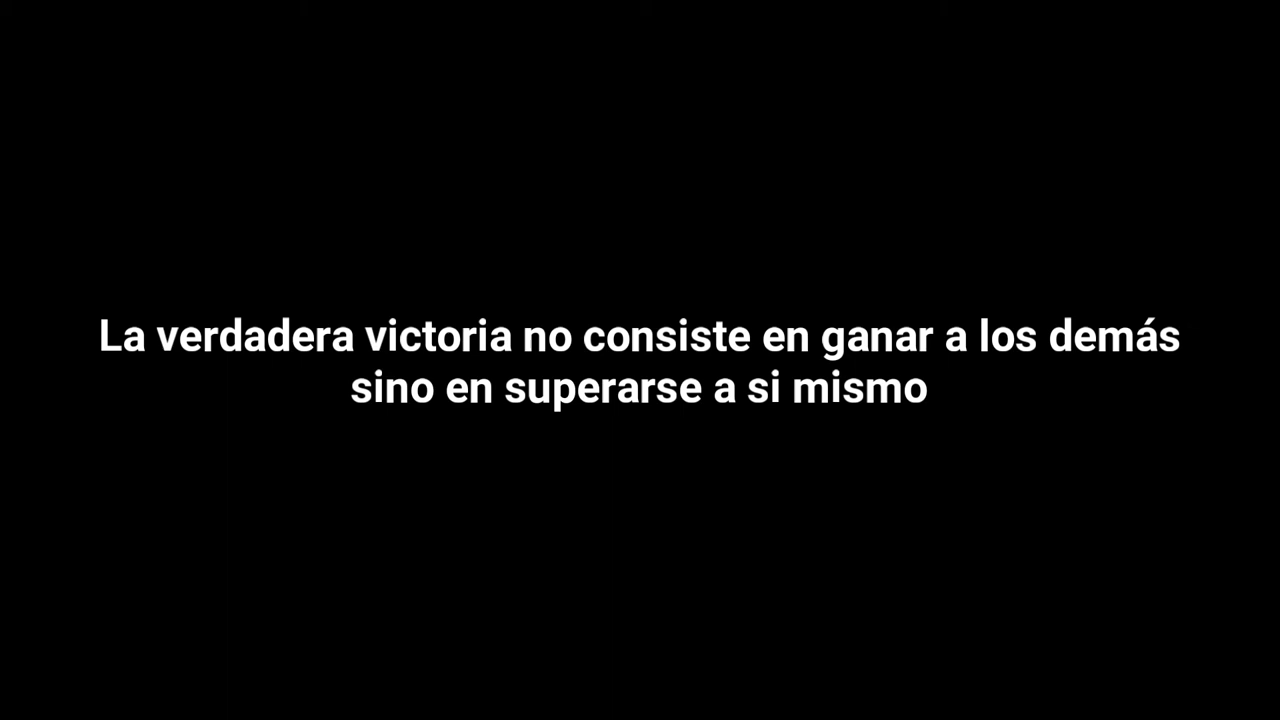 La verdadera victoria no consiste en ganar a los demás
sino en superarse a si mismo